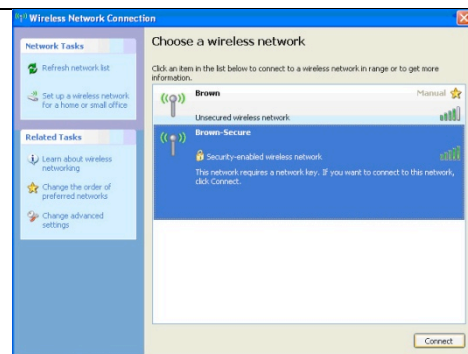 Wireless Network Connection
Network Tasks
Refresh network list
Set up a wireless network
for a home or small office
Related Tasks
Learn about wireless
networking
Change the order of
preferred networks
Change advanced
settings
Choose a wireless network
Click an item in the list below to connect to a wireless network in range or to get more
information.
Brown
Manual
Unsecured wireless network
Brown-Secure
Security-enabled wireless network
This network requires a network key. If you want to connect to this network,
click Connect.
Connect